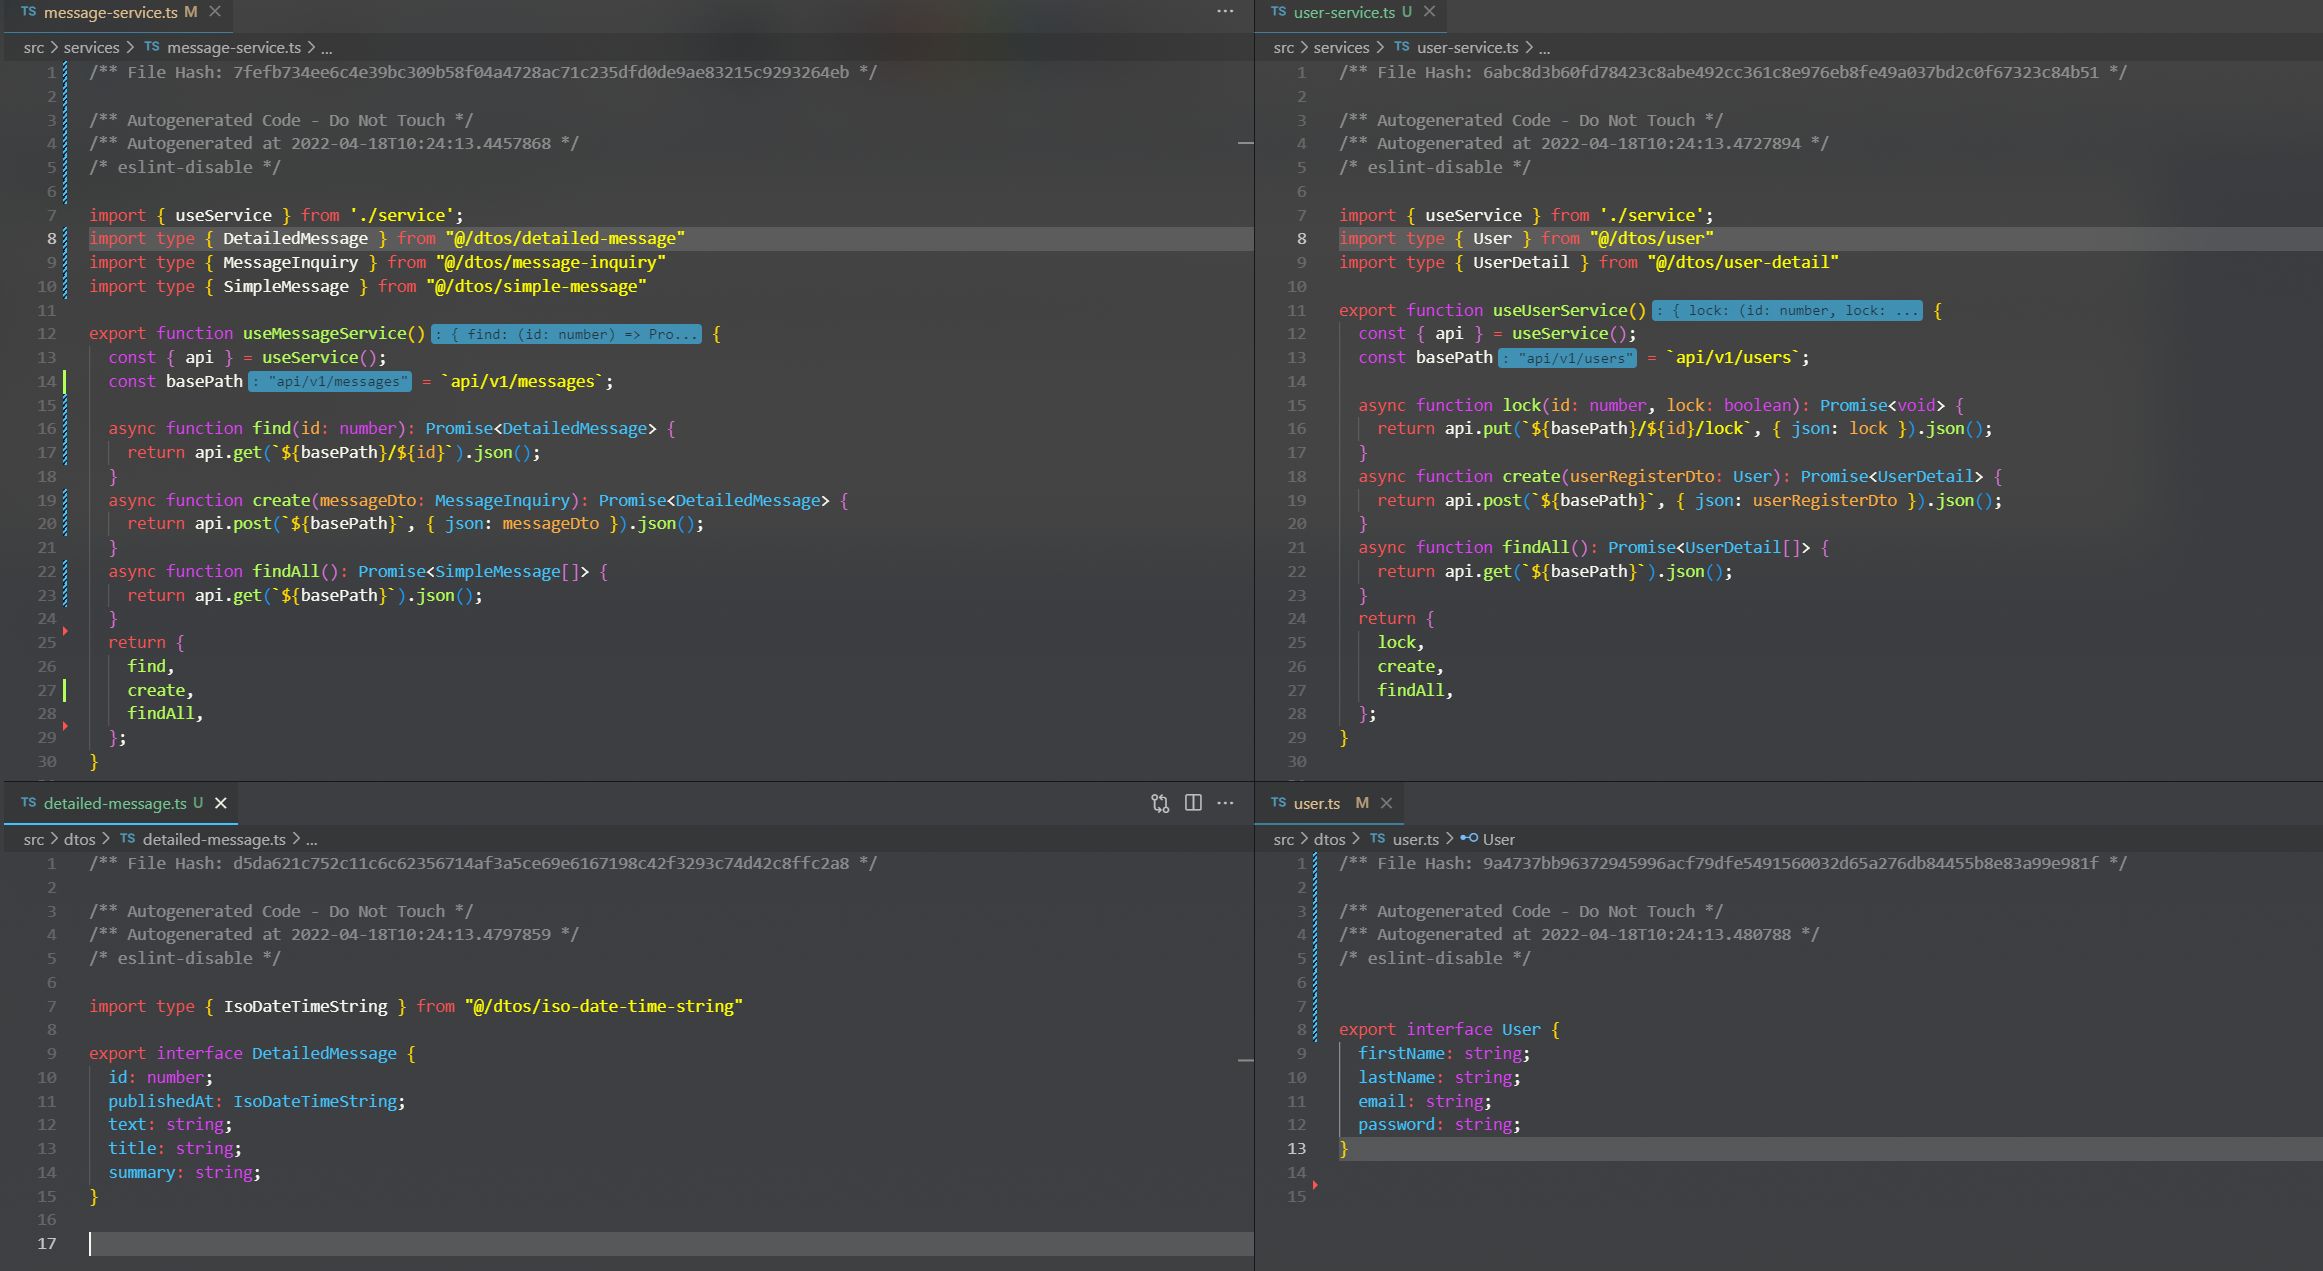 TS message-service.ts M ×
src > services > TS message-service.ts > ...
1 /** File Hash: 7fefb734ee6c4e39bc309b58f04a4728ac71c235dfd0de9ae83215c9293264eb */
2
3 /** Autogenerated Code - Do Not Touch */
4 /** Autogenerated at 2022-04-18T10:24:13.4457868 */
5 /* eslint-disable */
6
7 import { useService } from './service';
8 import type { DetailedMessage } from "@/dtos/detailed-message"
9 import type { MessageInquiry } from "@/dtos/message-inquiry"
10 import type { SimpleMessage } from "@/dtos/simple-message"
11
12 export function useMessageService() : { find: (id: number) => Pro... {
13 const { api } = useService();
14 const basePath : "api/v1/messages" = `api/v1/messages`;
15
16 async function find(id: number): Promise<DetailedMessage> {
17 return api.get(`${basePath}/${id}`).json();
18 }
19 async function create(messageDto: MessageInquiry): Promise<DetailedMessage> {
20 return api.post(`${basePath}`, { json: messageDto }).json();
21 }
22 async function findAll(): Promise<SimpleMessage[]> {
23 return api.get(`${basePath}`).json();
24 }
25 return {
26 find,
27 create,
28 findAll,
29 };
30 }
TS user-service.ts U ×
src > services > TS user-service.ts > ...
1 /** File Hash: 6abc8d3b60fd78423c8abe492cc361c8e976eb8fe49a037bd2c0f67323c84b51 */
2
3 /** Autogenerated Code - Do Not Touch */
4 /** Autogenerated at 2022-04-18T10:24:13.4727894 */
5 /* eslint-disable */
6
7 import { useService } from './service';
8 import type { User } from "@/dtos/user"
9 import type { UserDetail } from "@/dtos/user-detail"
10
11 export function useUserService() : { lock: (id: number, lock: ... {
12 const { api } = useService();
13 const basePath : "api/v1/users" = `api/v1/users`;
14
15 async function lock(id: number, lock: boolean): Promise<void> {
16 return api.put(`${basePath}/${id}/lock`, { json: lock }).json();
17 }
18 async function create(userRegisterDto: User): Promise<UserDetail> {
19 return api.post(`${basePath}`, { json: userRegisterDto }).json();
20 }
21 async function findAll(): Promise<UserDetail[]> {
22 return api.get(`${basePath}`).json();
23 }
24 return {
25 lock,
26 create,
27 findAll,
28 };
29 }
30
TS detailed-message.ts U ×
src > dtos > TS detailed-message.ts > ...
1 /** File Hash: d5da621c752c11c6c62356714af3a5ce69e6167198c42f3293c74d42c8ffc2a8 */
2
3 /** Autogenerated Code - Do Not Touch */
4 /** Autogenerated at 2022-04-18T10:24:13.4797859 */
5 /* eslint-disable */
6
7 import type { IsoDateTimeString } from "@/dtos/iso-date-time-string"
8
9 export interface DetailedMessage {
10 id: number;
11 publishedAt: IsoDateTimeString;
12 text: string;
13 title: string;
14 summary: string;
15 }
16
17
TS user.ts M ×
src > dtos > TS user.ts > User
1 /** File Hash: 9a4737bb96372945996acf79dfe5491560032d65a276db84455b8e83a99e981f */
2
3 /** Autogenerated Code - Do Not Touch */
4 /** Autogenerated at 2022-04-18T10:24:13.480788 */
5 /* eslint-disable */
6
7
8 export interface User {
9 firstName: string;
10 lastName: string;
11 email: string;
12 password: string;
13 }
14
15